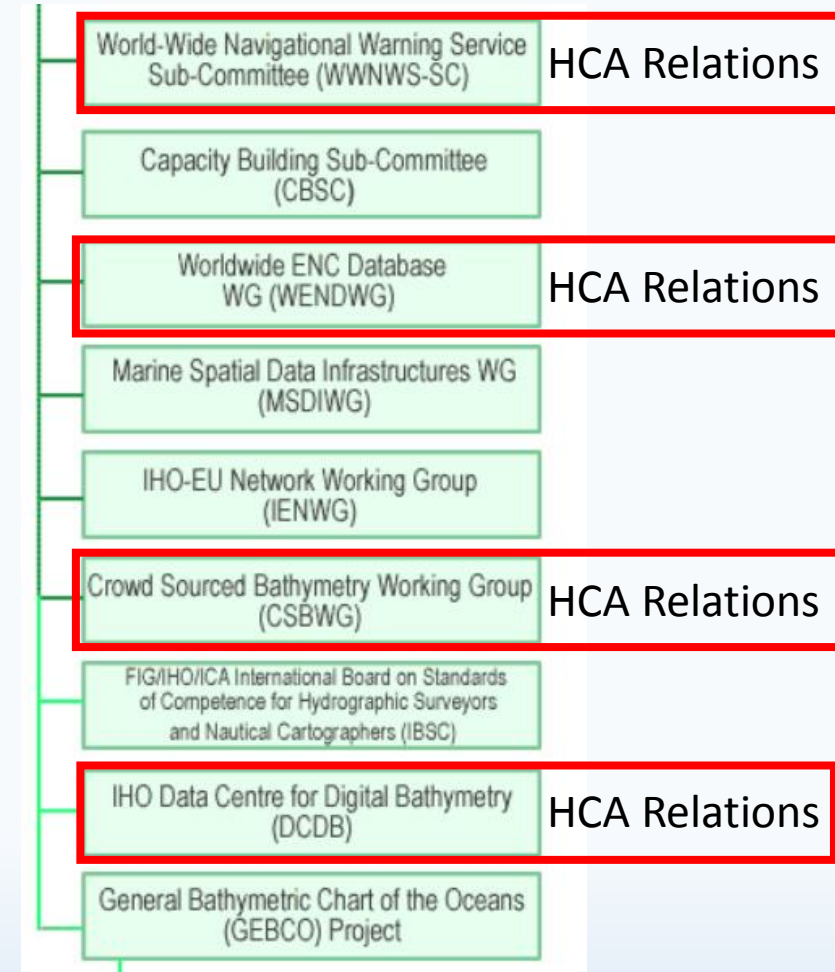 World-Wide Navigational Warning Service
Sub-Committee (WWNWS-SC)
HCA Relations
Capacity Building Sub-Committee
(CBSC)
Worldwide ENC Database
WG (WENDWG)
HCA Relations
Marine Spatial Data Infrastructures WG
(MSDIWG)
IHO-EU Network Working Group
(IENWG)
Crowd Sourced Bathymetry Working Group
(CSBWG)
HCA Relations
FIG/IHO/ICA International Board on Standards
of Competence for Hydrographic Surveyors
and Nautical Cartographers (IBSC)
IHO Data Centre for Digital Bathymetry
(DCDB)
HCA Relations
General Bathymetric Chart of the Oceans
(GEBCO) Project